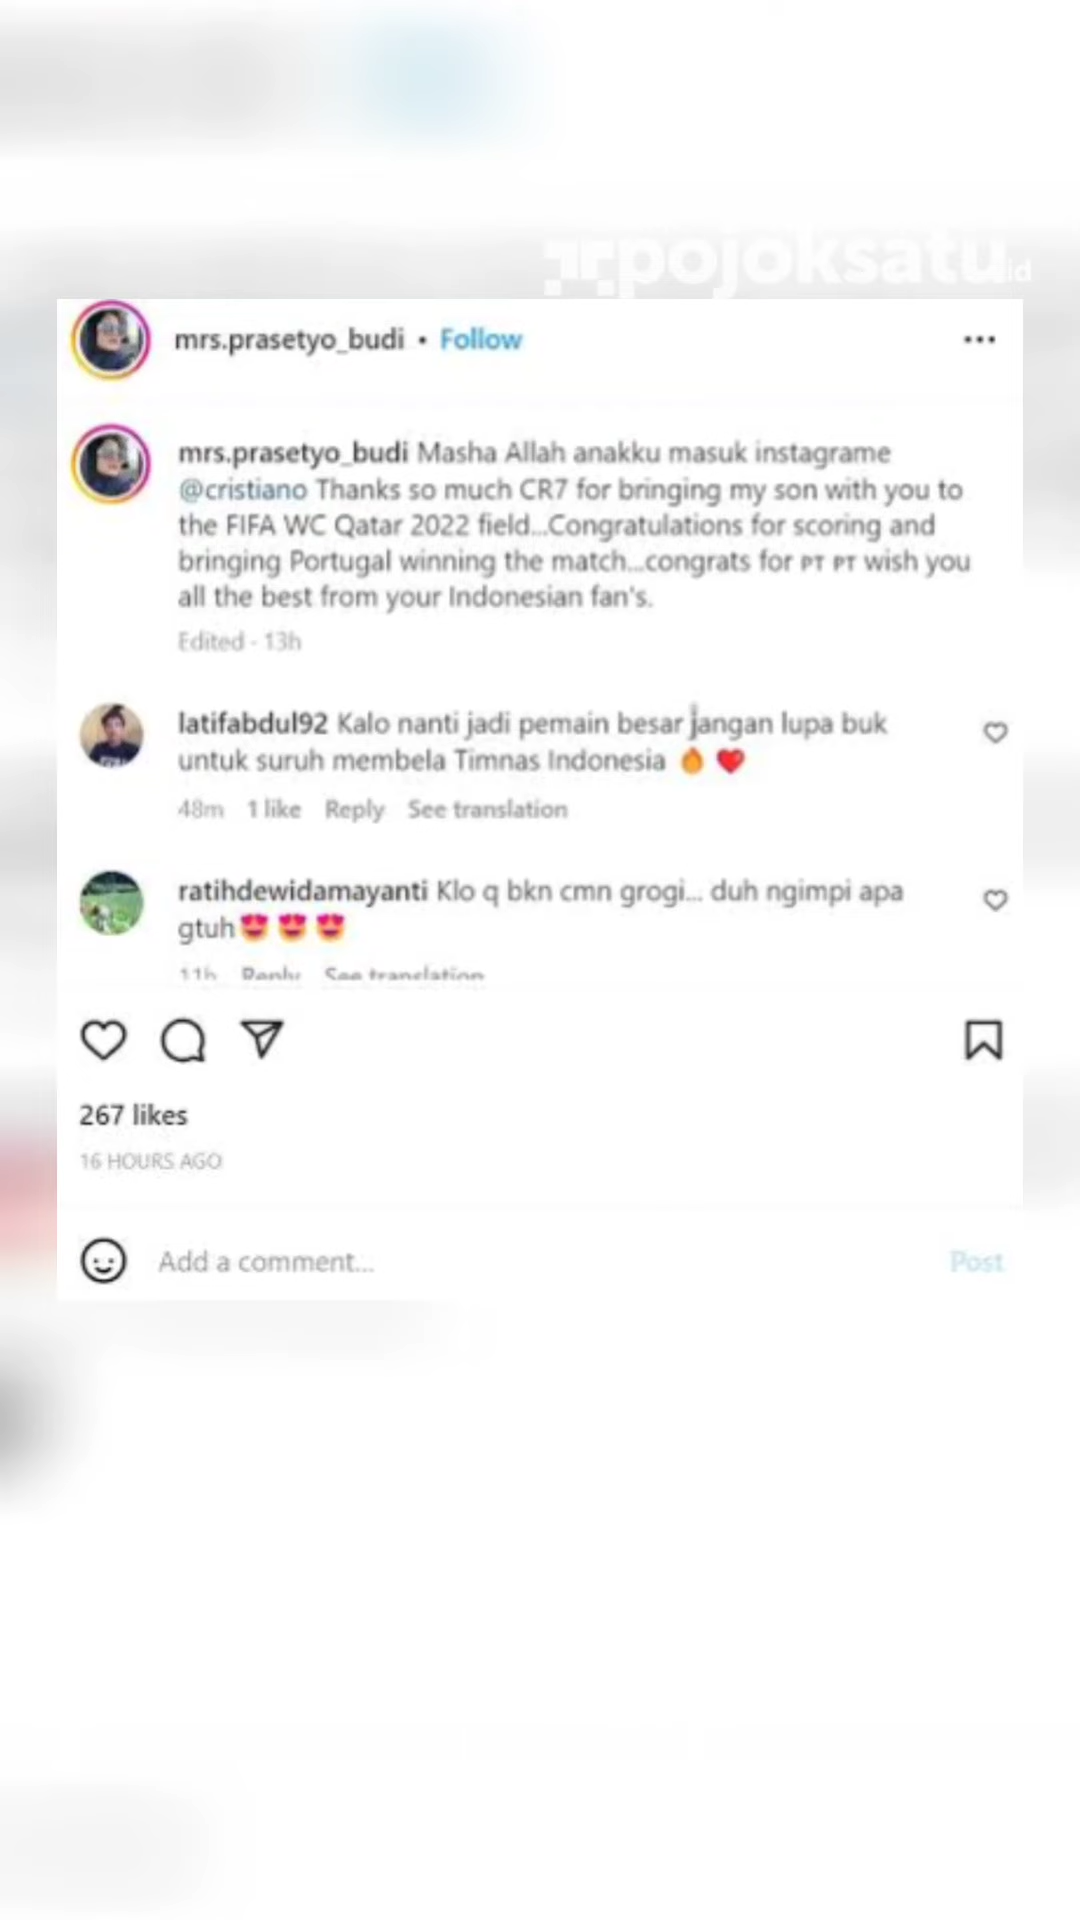 pojoksatu.id
mrs.prasetyo_budi • Follow
mrs.prasetyo_budi Masha Allah anakku masuk instagrame
@cristiano Thanks so much CR7 for bringing my son with you to
the FIFA WC Qatar 2022 field...Congratulations for scoring and
bringing Portugal winning the match...congrats for PT PT wish you
all the best from your Indonesian fan's.
Edited · 13h
latifabdul92 Kalo nanti jadi pemain besar jangan lupa buk
untuk suruh membela Timnas Indonesia 🔥 ❤️
48m 1 like Reply See translation
ratihdewidamayanti Klo q bkn cmn grogi... duh ngimpi apa
gtuh😍 😍 😍
11h Reply See translation
267 likes
16 HOURS AGO
Add a comment...
Post